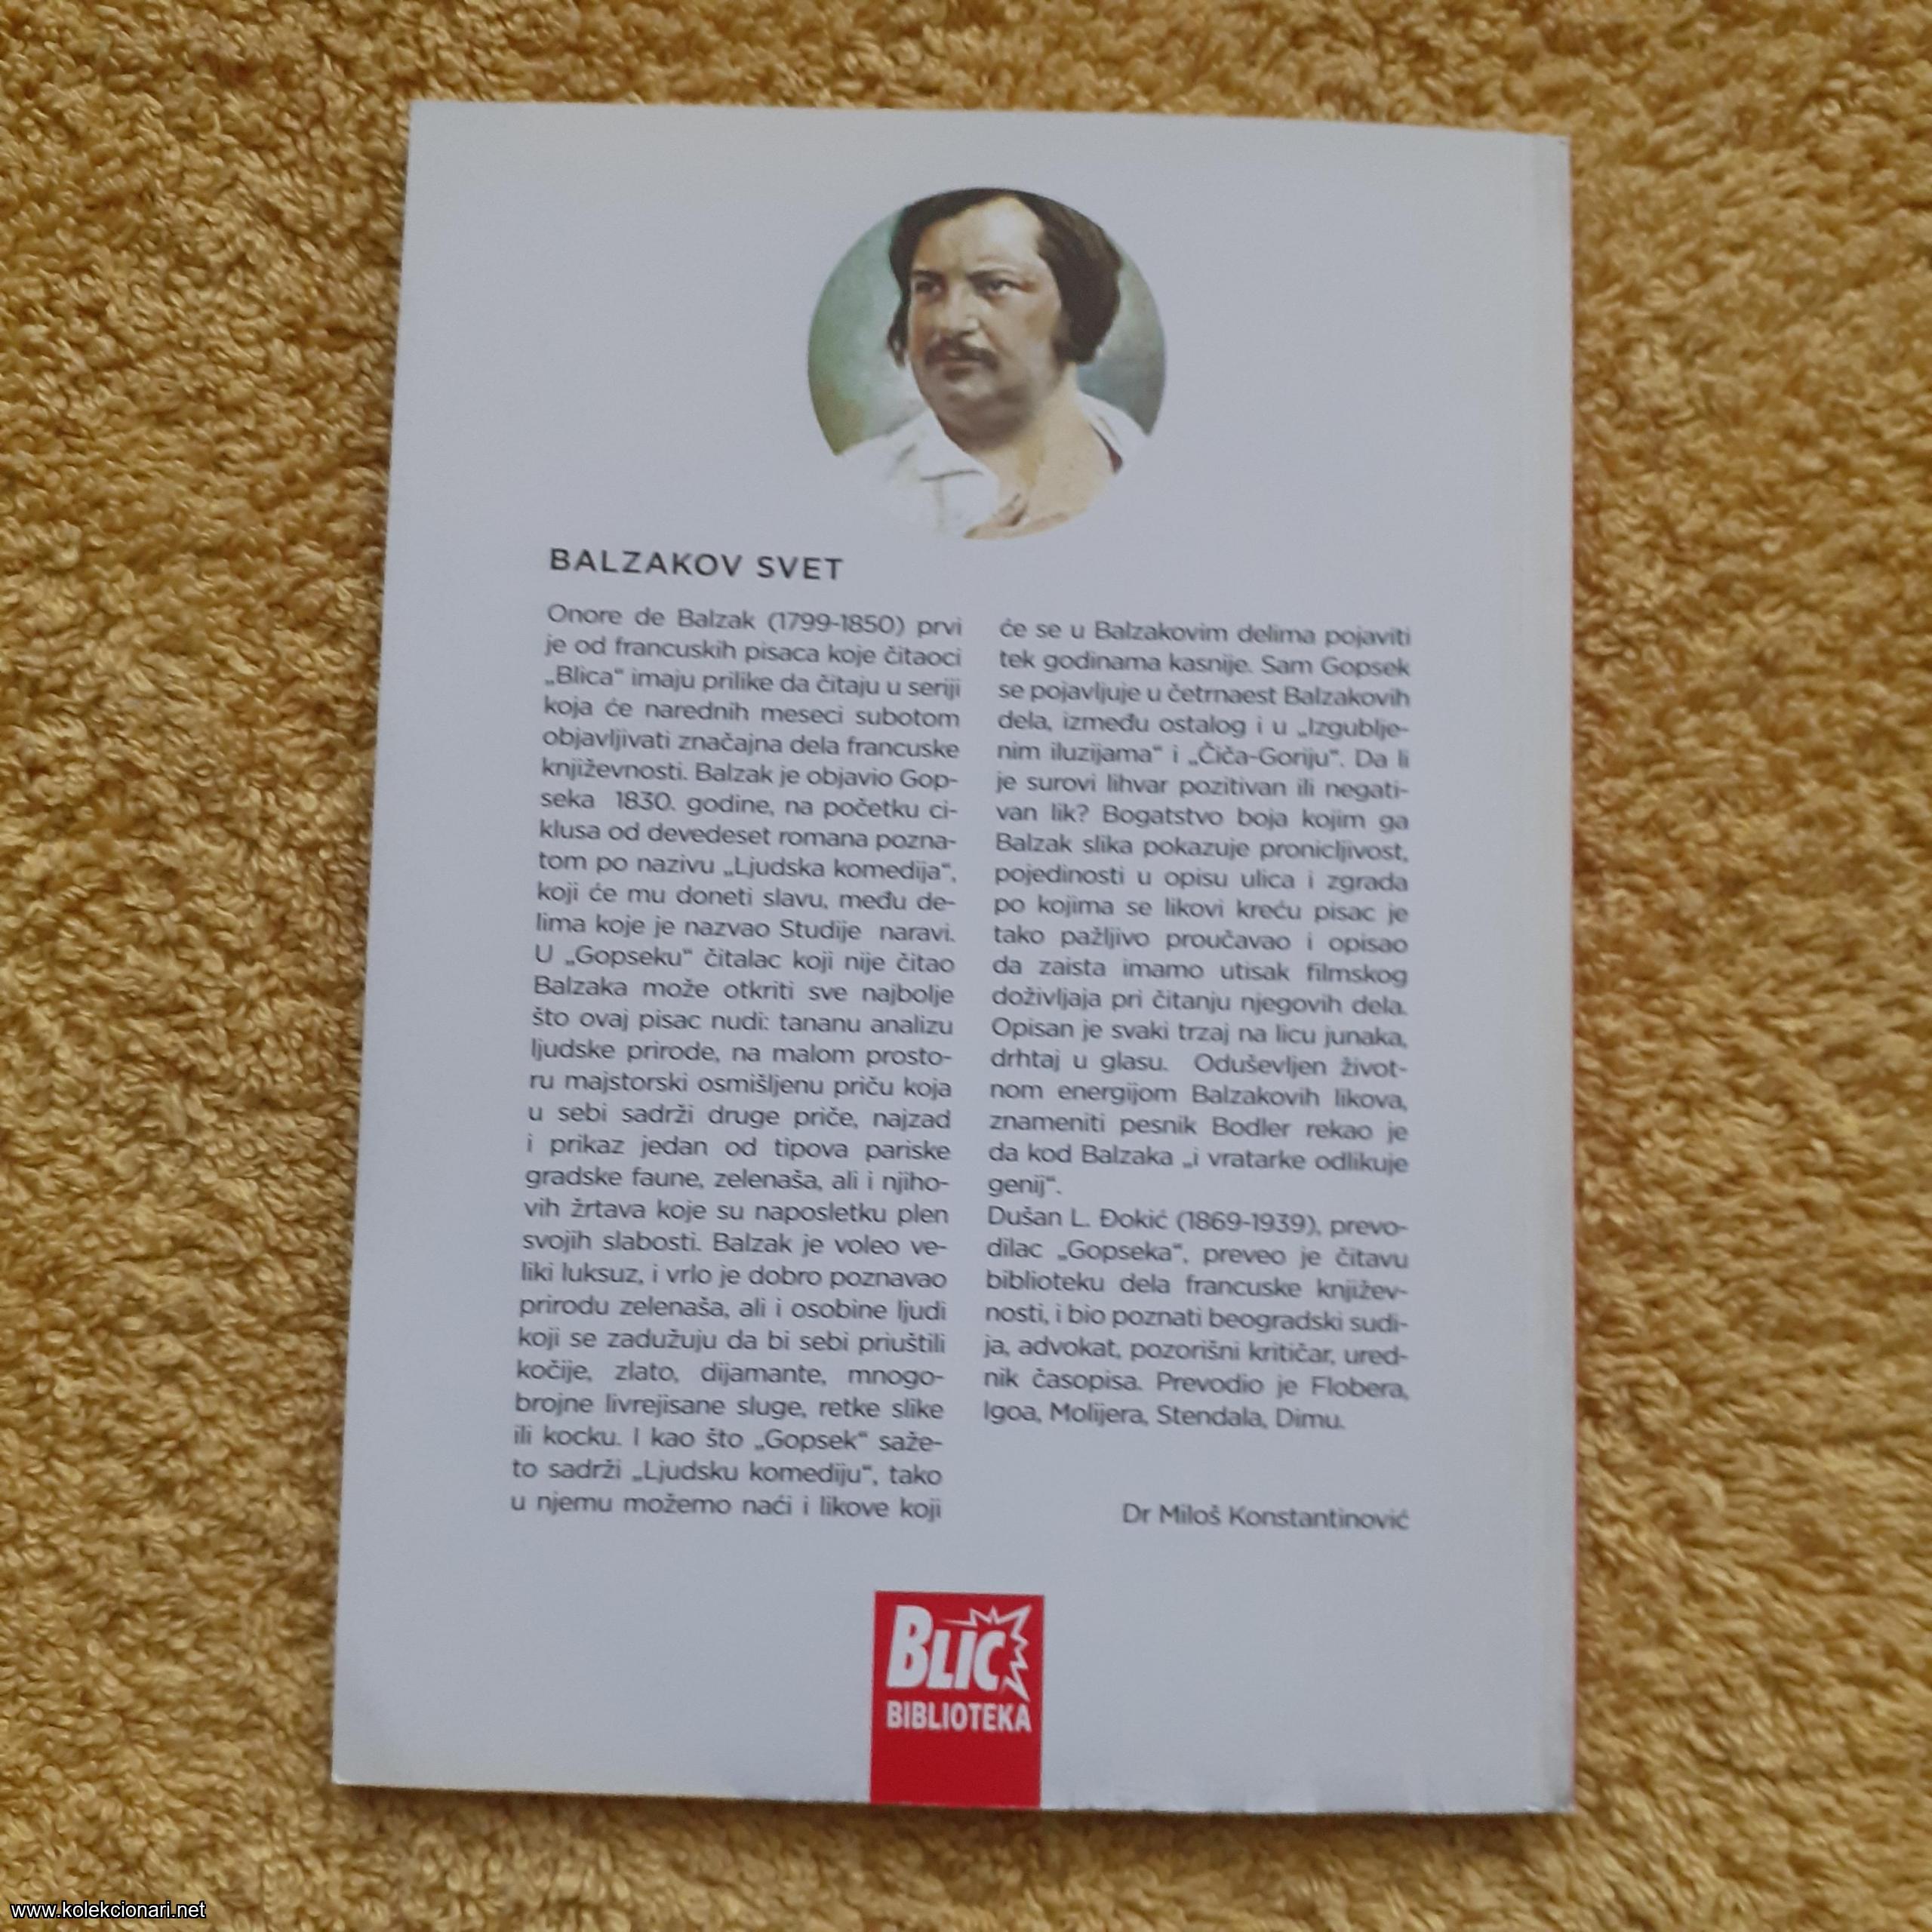 BALZAKOV SVET
Onore de Balzak (1799-1850) prvi
je od francuskih pisaca koje čitaoci
„Blica“ imaju prilike da čitaju u seriji
koja će narednih meseci subotom
objavljivati značajna dela francuske
književnosti. Balzak je objavio Gop-
seka 1830. godine, na početku ci-
klusa od devedeset romana pozna-
tom po nazivu „Ljudska komedija“,
koji će mu doneti slavu, među de-
lima koje je nazvao Studije naravi.
U „Gopseku“ čitalac koji nije čitao
Balzaka može otkriti sve najbolje
što ovaj pisac nudi: tananu analizu
ljudske prirode, na malom prosto-
ru majstorski osmišljenu priču koja
u sebi sadrži druge priče, najzad
i prikaz jedan od tipova pariske
gradske faune, zelenaša, ali i njiho-
vih žrtava koje su naposletku plen
svojih slabosti. Balzak je voleo ve-
liki luksuz, i vrlo je dobro poznavao
prirodu zelenaša, ali i osobine ljudi
koji se zadužuju da bi sebi priuštili
kočije, zlato, dijamante, mnogo-
brojne livrejisane sluge, retke slike
ili kocku. I kao što „Gopsek“ saže-
to sadrži „Ljudsku komediju“, tako
u njemu možemo naći i likove koji
će se u Balzakovim delima pojaviti
tek godinama kasnije. Sam Gopsek
se pojavljuje u četrnaest Balzakovih
dela, između ostalog i u „Izgublje-
nim iluzijama“ i „Čiča-Goriju“. Da li
je surovi lihvar pozitivan ili negati-
van lik? Bogatstvo boja kojim ga
Balzak slika pokazuje pronicljivost,
pojedinosti u opisu ulica i zgrada
po kojima se likovi kreću pisac je
tako pažljivo proučavao i opisao
da zaista imamo utisak filmskog
doživljaja pri čitanju njegovih dela.
Opisan je svaki trzaj na licu junaka,
drhtaj u glasu. Oduševljen život-
nom energijom Balzakovih likova,
znameniti pesnik Bodler rekao je
da kod Balzaka „i vratarke odlikuje
genij“.
Dušan L. Đokić (1869-1939), prevo-
dilac „Gopseka“, preveo je čitavu
biblioteku dela francuske književ-
nosti, i bio poznati beogradski sudi-
ja, advokat, pozorišni kritičar, ured-
nik časopisa. Prevodio je Flobera,
Igoa, Molijera, Stendala, Dimu.
Dr Miloš Konstantinović
BLIC
BIBLIOTEKA
www.kolekcionari.net